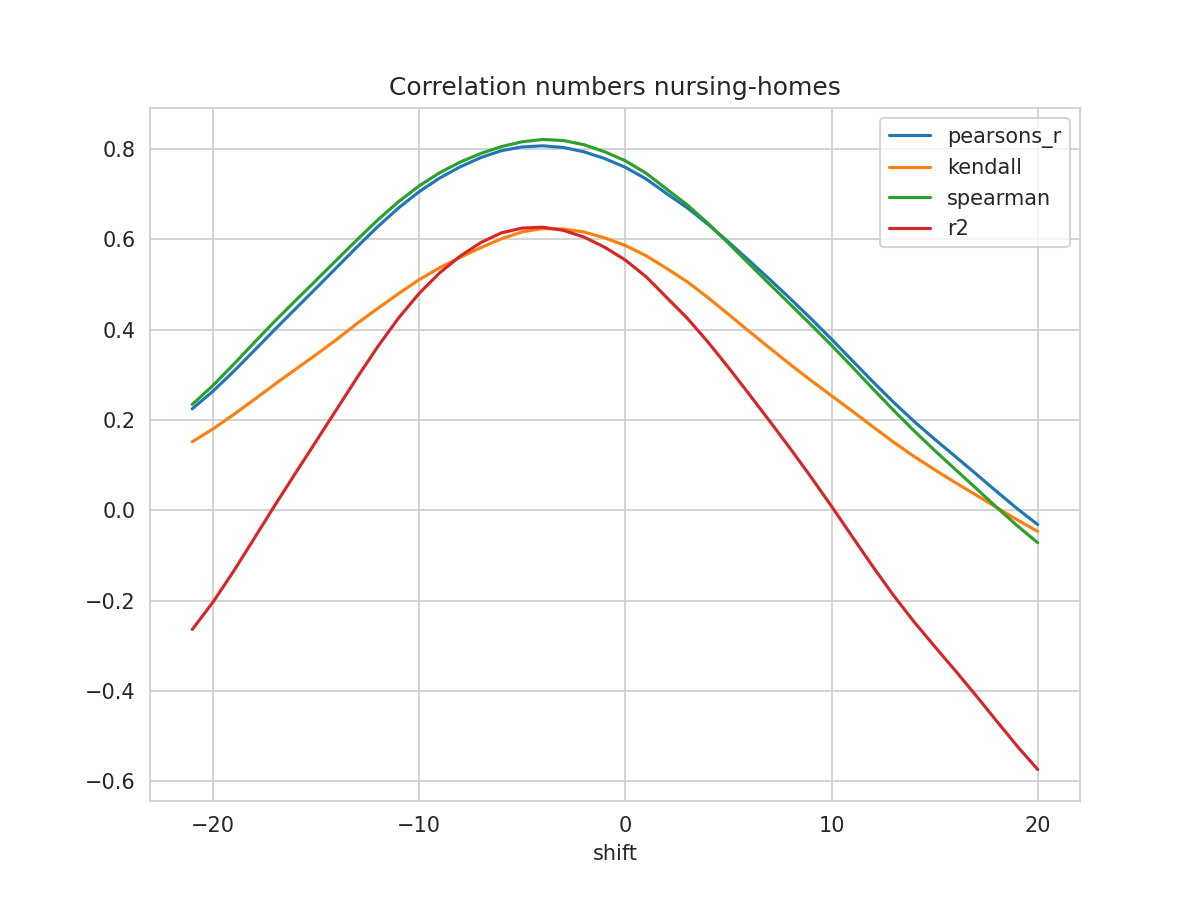 Correlation numbers nursing-homes
pearsons_r
kendall
spearman
r2
0.8
0.6
0.4
0.2
0.0
−0.2
−0.4
−0.6
−20
−10
0
10
20
shift